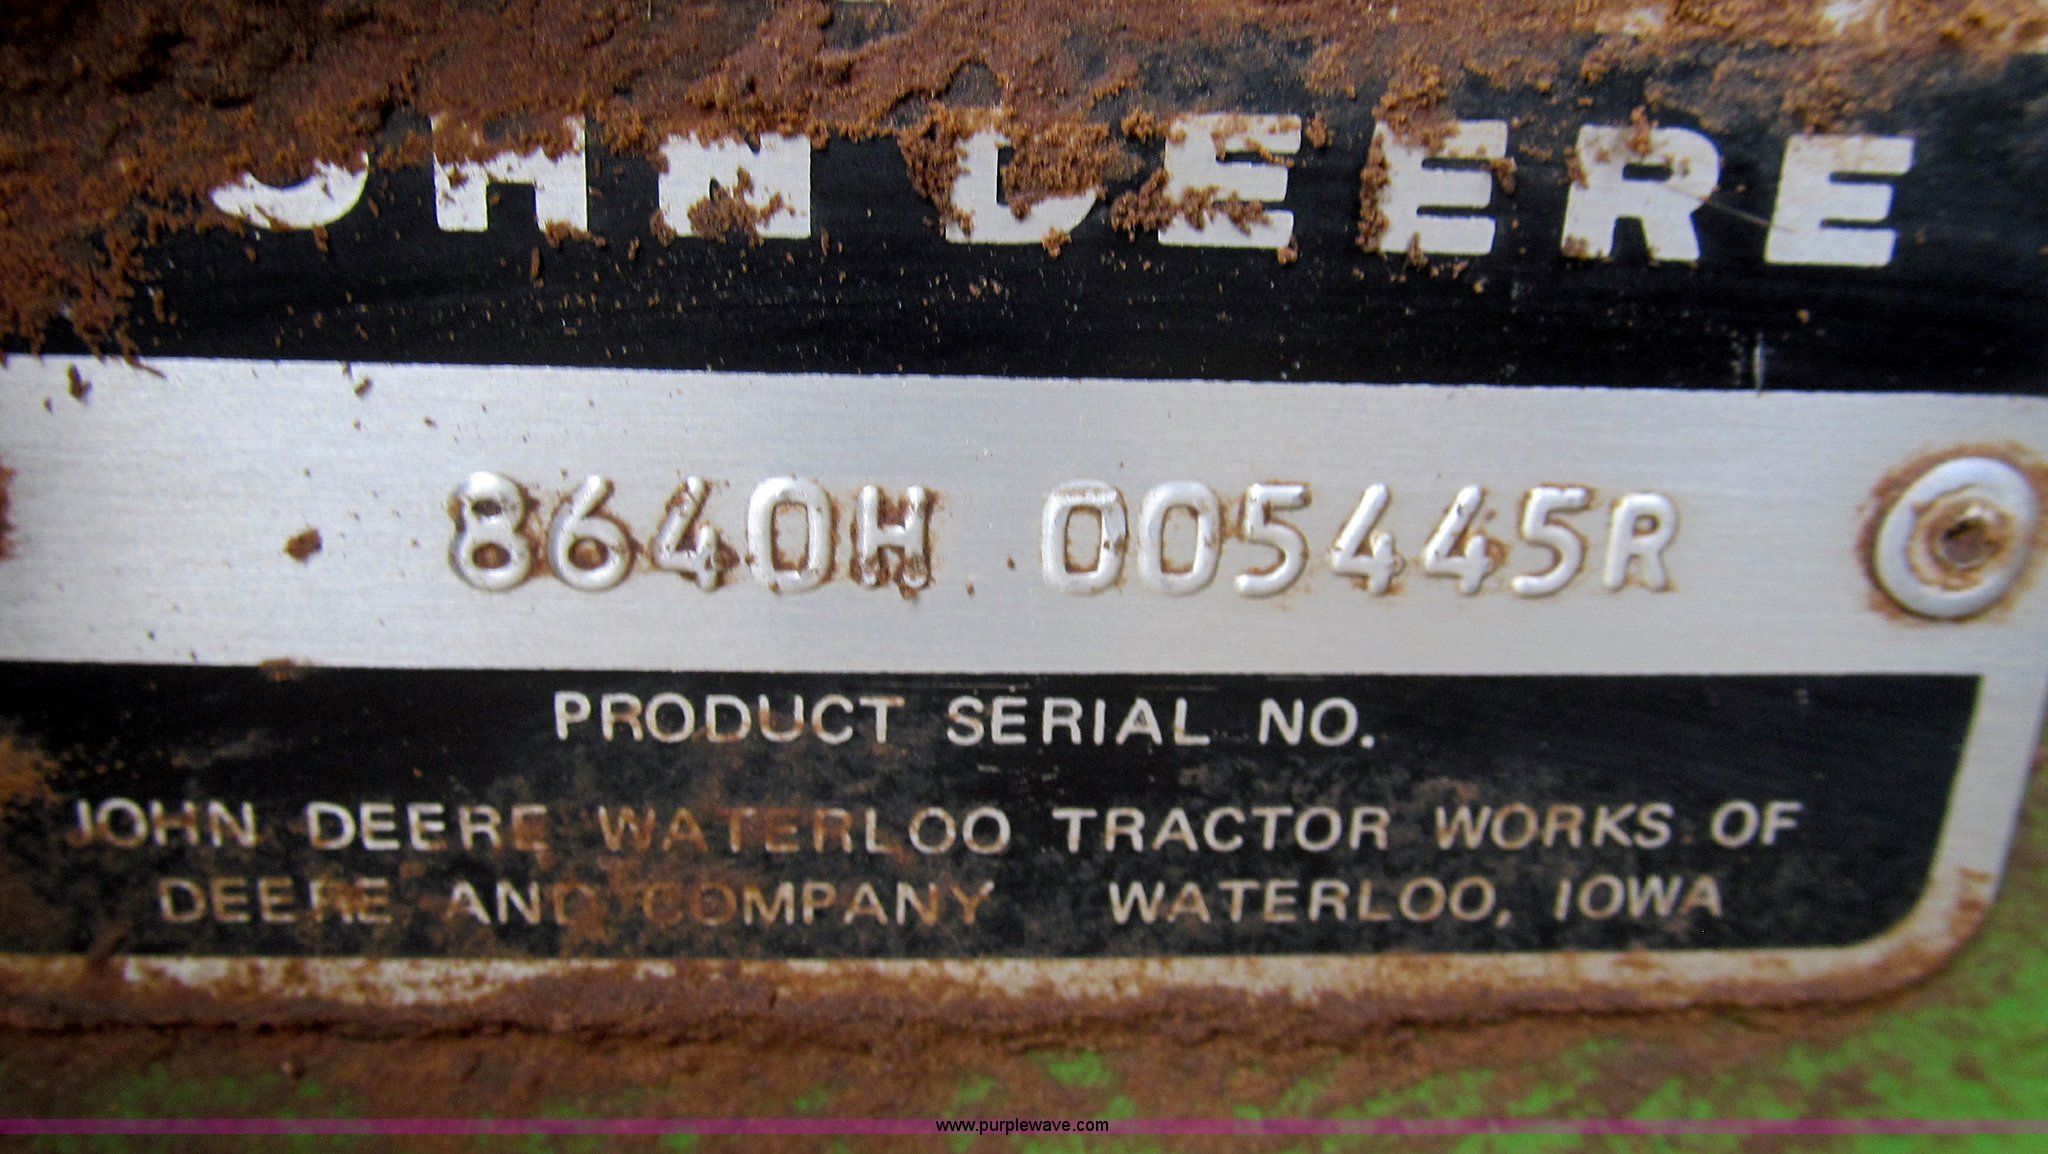 JOHN DEERE
8640H 005445R
PRODUCT SERIAL NO.
JOHN DEERE WATERLOO TRACTOR WORKS OF
DEERE AND COMPANY WATERLOO, IOWA
www.purplewave.com